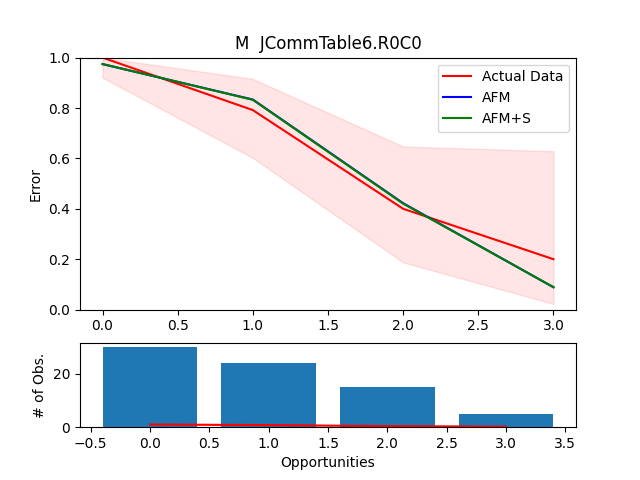 M  JCommTable6.R0C0
1.0
0.8
0.6
0.4
0.2
0.0
Error
Actual Data
AFM
AFM+S
0.0 0.5 1.0 1.5 2.0 2.5 3.0
20
0
# of Obs.
−0.5 0.0 0.5 1.0 1.5 2.0 2.5 3.0 3.5
Opportunities